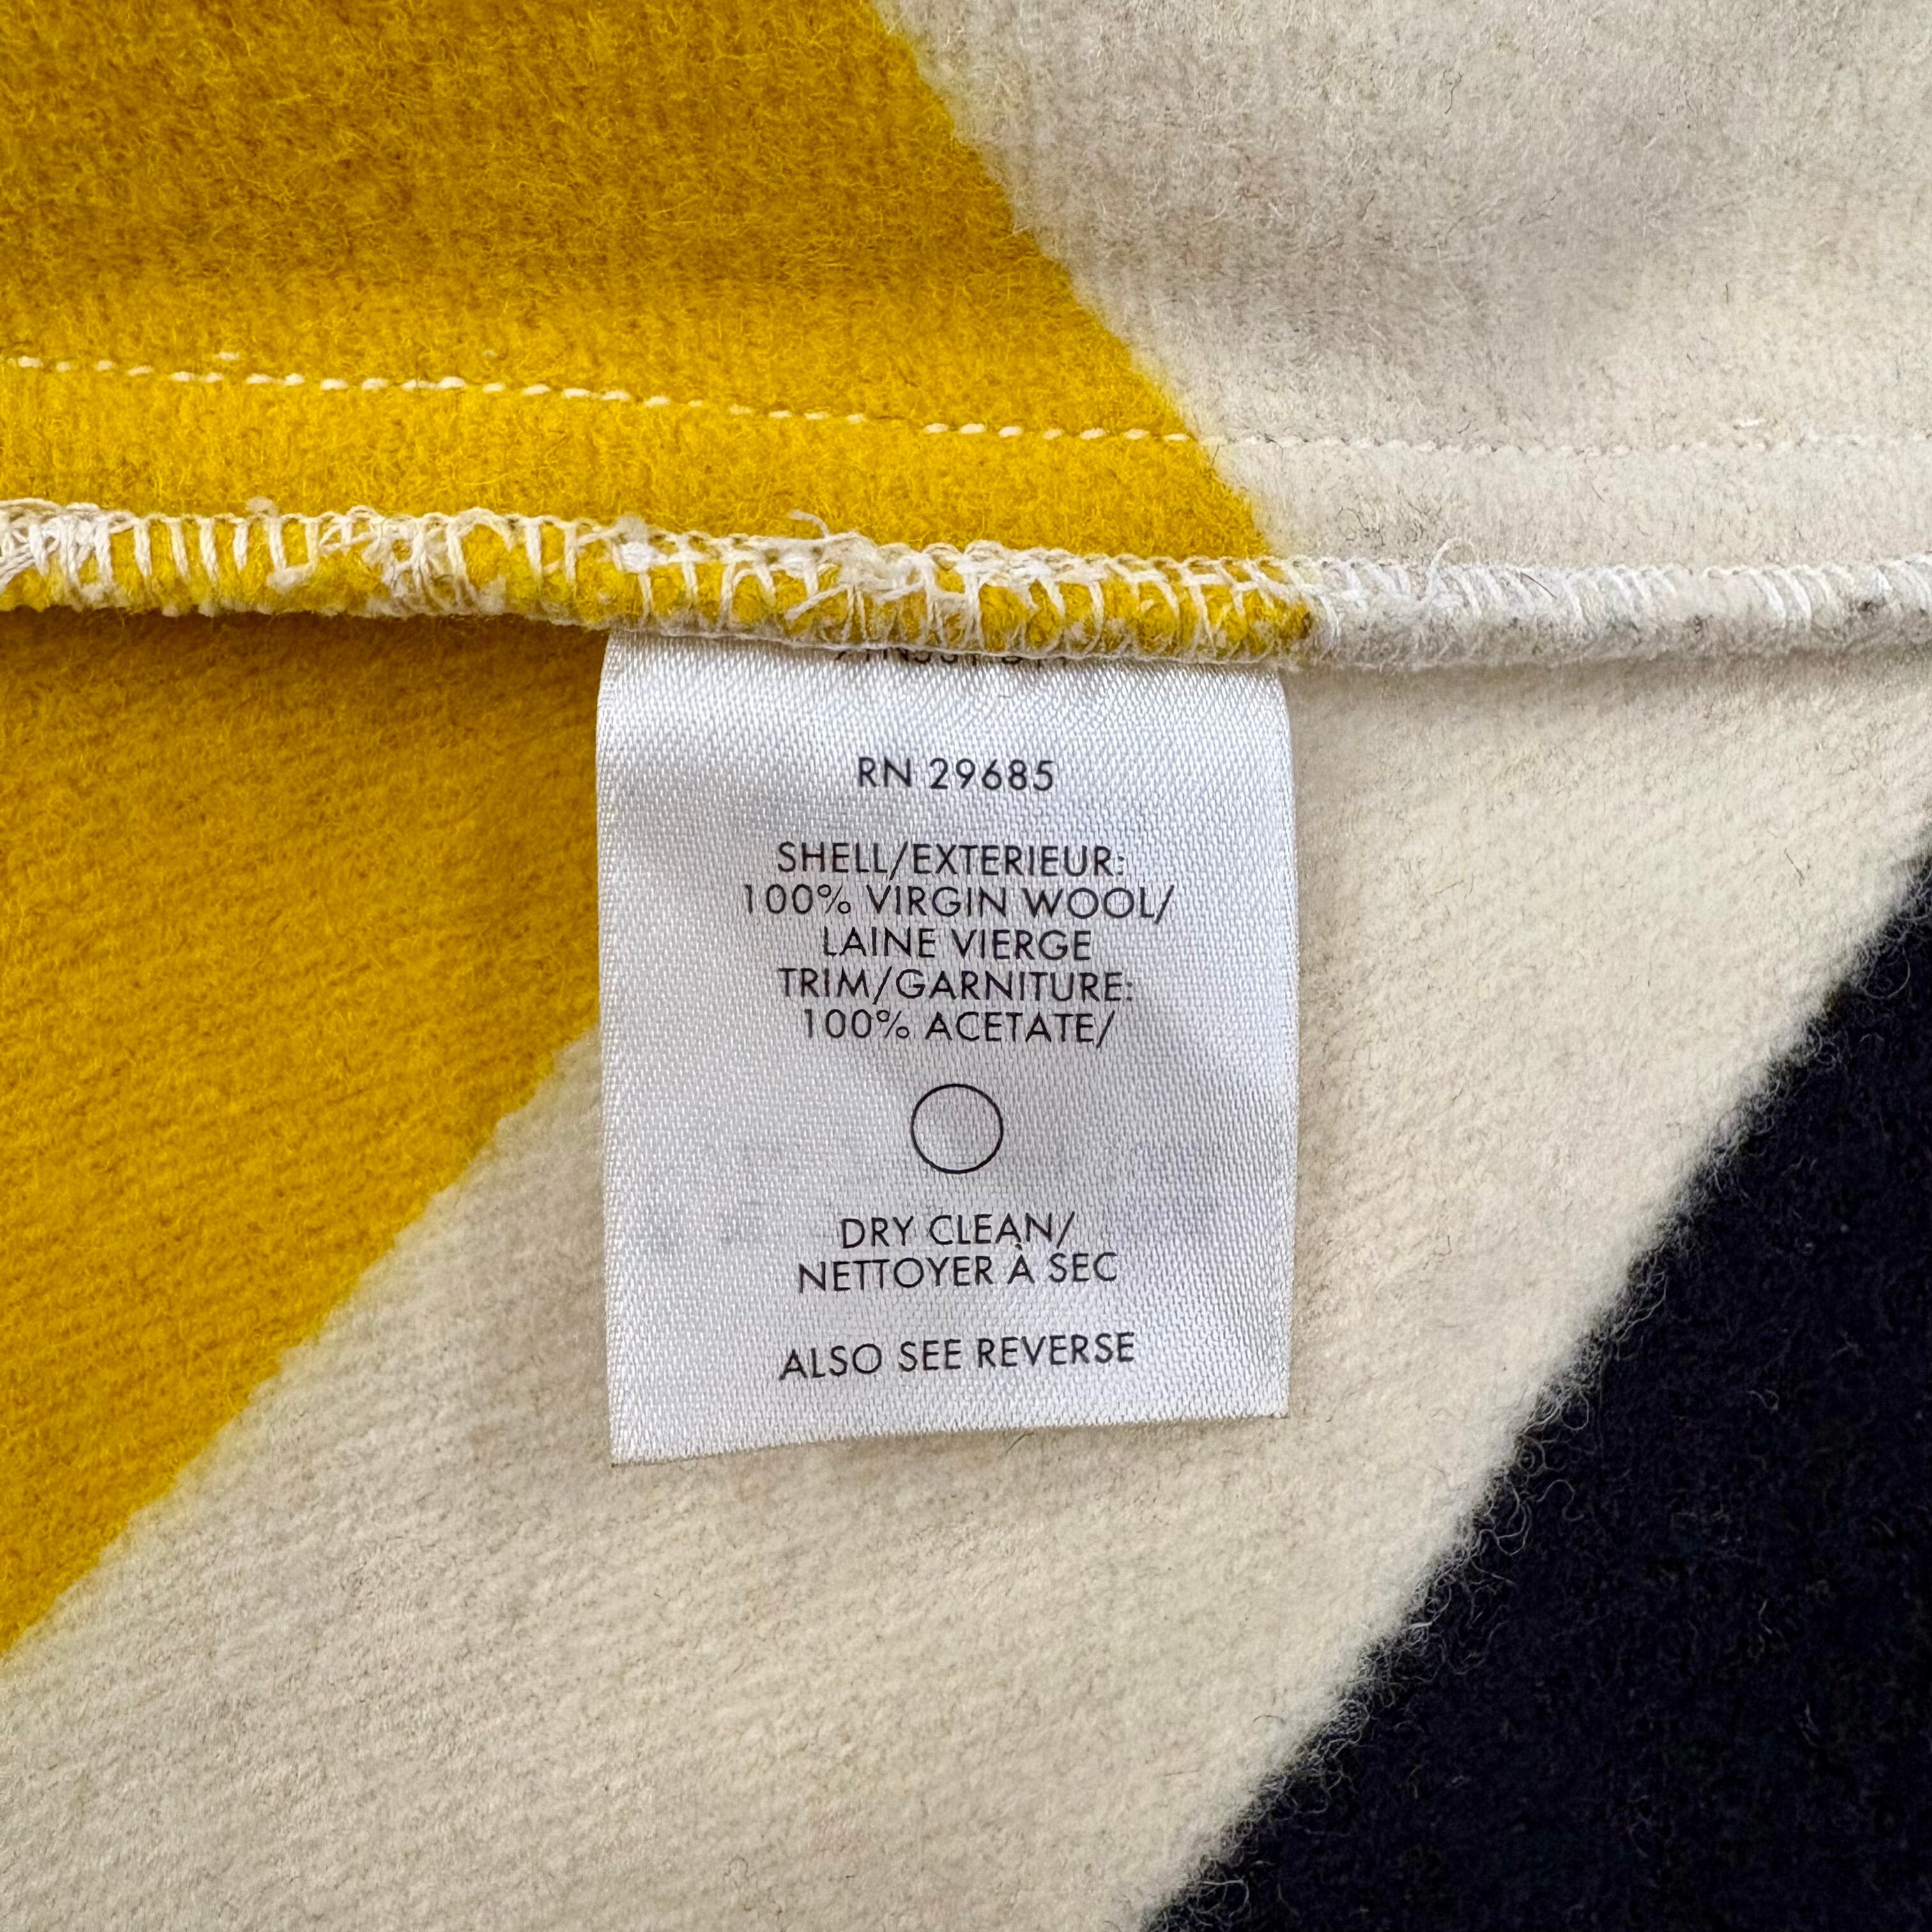 RN 29685
SHELL/EXTERIEUR:
100% VIRGIN WOOL/
LAINE VIERGE
TRIM/GARNITURE:
100% ACETATE/
DRY CLEAN/
NETTOYER À SEC
ALSO SEE REVERSE